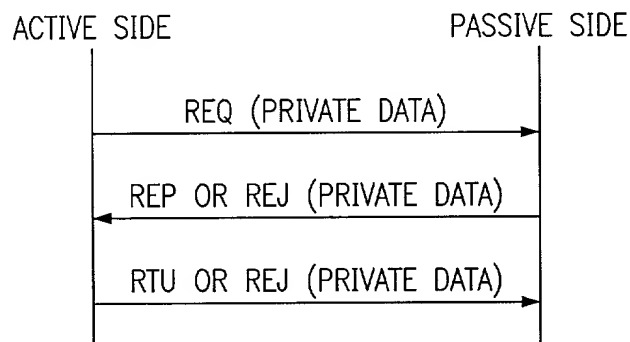 ACTIVE SIDE
PASSIVE SIDE
REQ (PRIVATE DATA)
REP OR REJ (PRIVATE DATA)
RTU OR REJ (PRIVATE DATA)